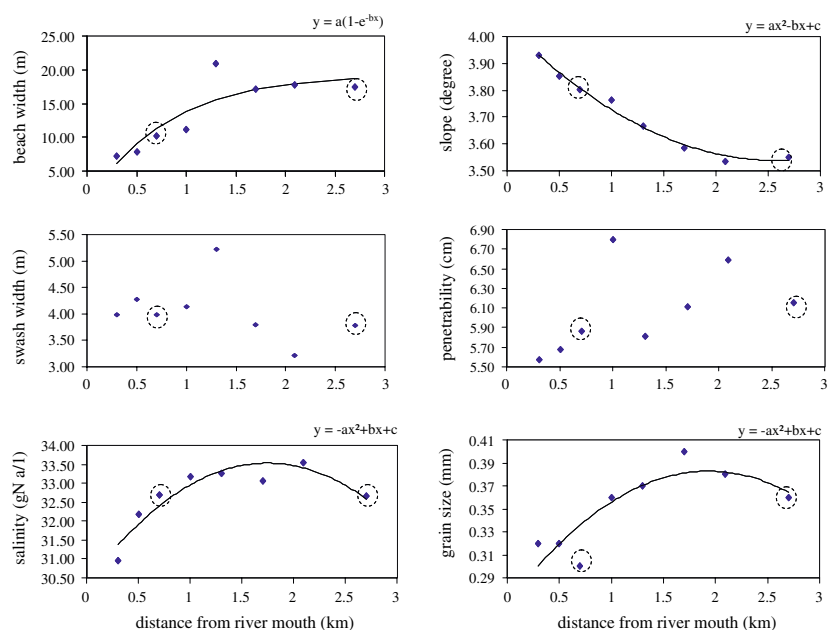 y = a(1-e-bx)
25.00
20.00
15.00
10.00
5.00
beach width (m)
0 0.5 1 1.5 2 2.5 3
y = ax²-bx+c
4.00
3.90
3.80
3.70
3.60
3.50
slope (degree)
0 0.5 1 1.5 2 2.5 3
5.50
5.00
4.50
4.00
3.50
3.00
swash width (m)
0 0.5 1 1.5 2 2.5 3
6.90
6.70
6.50
6.30
6.10
5.90
5.70
5.50
penetrability (cm)
0 0.5 1 1.5 2 2.5 3
y = -ax²+bx+c
34.00
33.50
33.00
32.50
32.00
31.50
31.00
30.50
salinity (gN a/1)
0 0.5 1 1.5 2 2.5 3
distance from river mouth (km)
y = -ax²+bx+c
0.41
0.39
0.37
0.35
0.33
0.31
0.29
grain size (mm)
0 0.5 1 1.5 2 2.5 3
distance from river mouth (km)